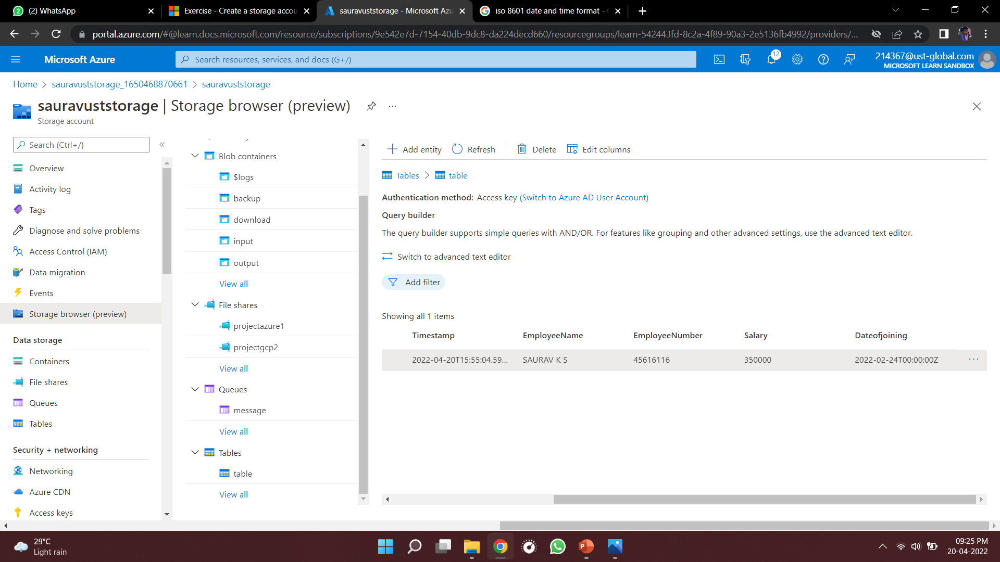 (2) WhatsApp
Exercise - Create a storage accou
sauravuststorage - Microsoft Azu
iso 8601 date and time format -
portal.azure.com/#@learn.docs.microsoft.com/resource/subscriptions/9e542e7d-7154-40db-9dc8-da224decd660/resourcegroups/learn-542443fd-8c2a-4f89-90a3-2e5136fb4992/providers/...
Microsoft Azure
Search resources, services, and docs (G+/)
12
214367@ust-global.com
MICROSOFT LEARN SANDBOX
Home > sauravuststorage_1650468870661 > sauravuststorage
sauravuststorage | Storage browser (preview) ...
Storage account
Search (Ctrl+/)
Overview
Activity log
Tags
Diagnose and solve problems
Access Control (IAM)
Data migration
Events
Storage browser (preview)
Data storage
Containers
File shares
Queues
Tables
Security + networking
Networking
Azure CDN
Access keys
Blob containers
$logs
backup
download
input
output
View all
File shares
projectazure1
projectgcp2
View all
Queues
message
View all
Tables
table
View all
Add entity Refresh Delete Edit columns
Tables > table
Authentication method: Access key (Switch to Azure AD User Account)
Query builder
The query builder supports simple queries with AND/OR. For features like grouping and other advanced settings, use the advanced text editor.
Switch to advanced text editor
Add filter
Showing all 1 items
Timestamp EmployeeName EmployeeNumber Salary Dateofjoining
2022-04-20T15:55:04.59... SAURAV K S 45616116 350000 2022-02-24T00:00:00Z ...
29°C
Light rain
09:25 PM
20-04-2022